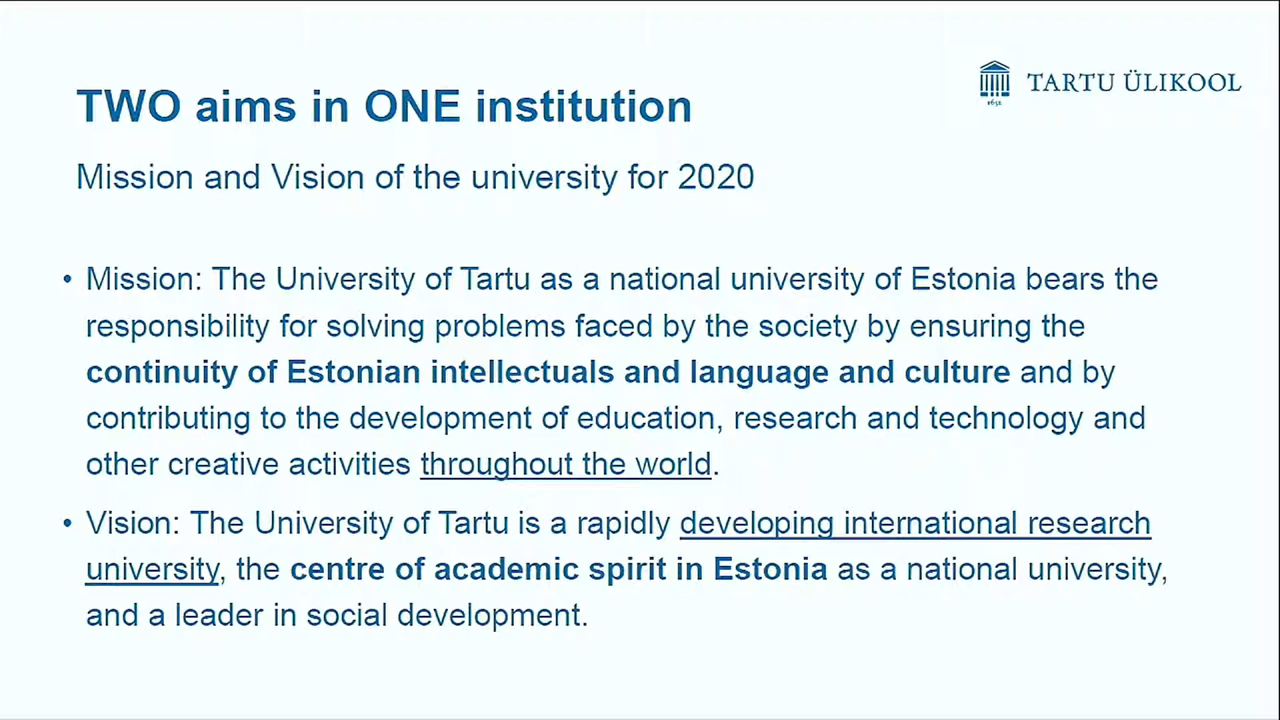 TARTU ÜLIKOOL
1632
TWO aims in ONE institution
Mission and Vision of the university for 2020
• Mission: The University of Tartu as a national university of Estonia bears the
responsibility for solving problems faced by the society by ensuring the
continuity of Estonian intellectuals and language and culture and by
contributing to the development of education, research and technology and
other creative activities throughout the world.
• Vision: The University of Tartu is a rapidly developing international research
university, the centre of academic spirit in Estonia as a national university,
and a leader in social development.